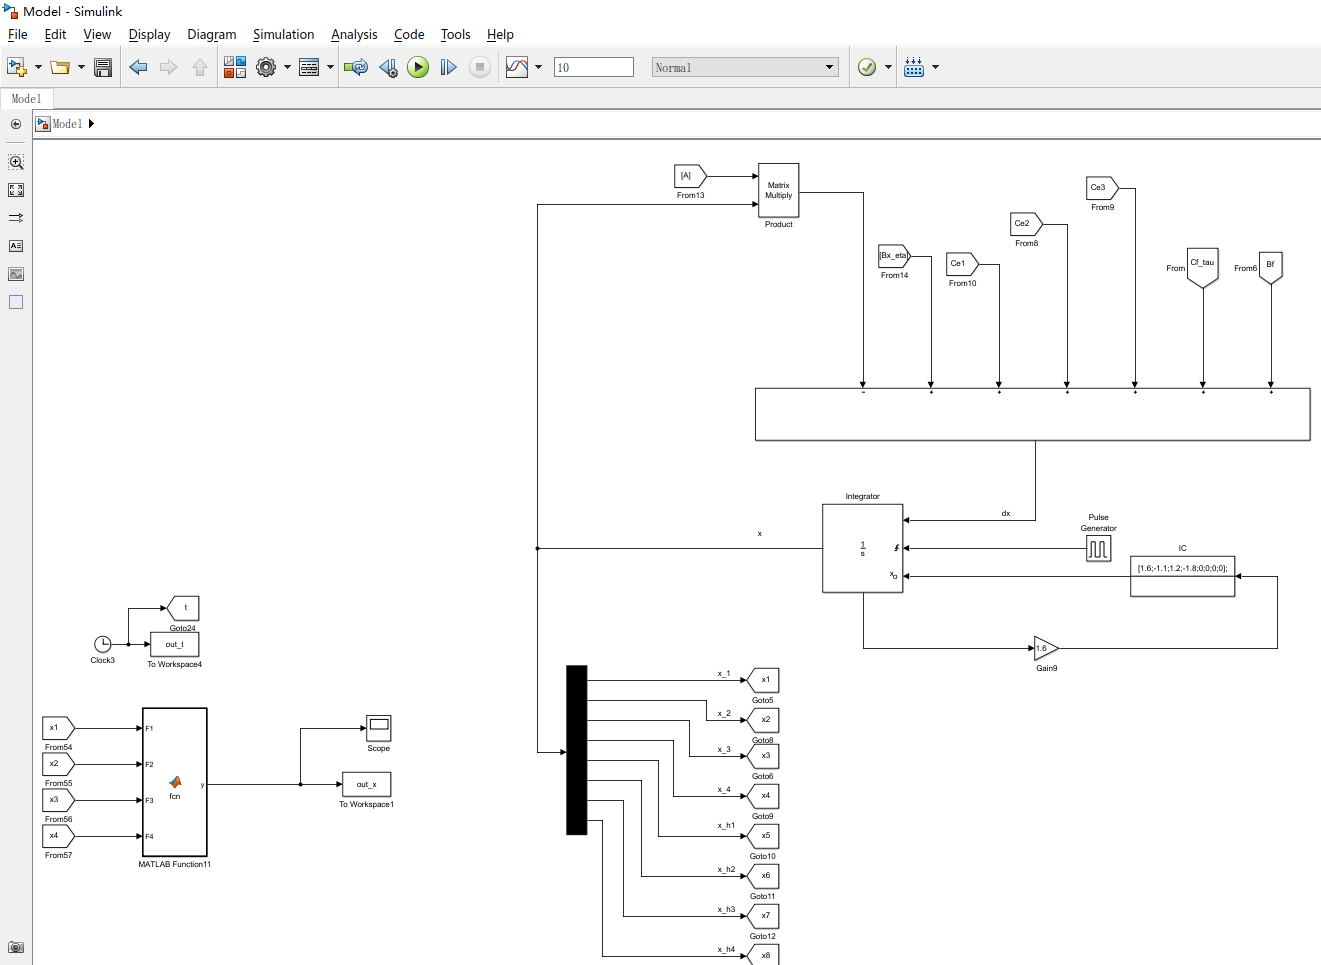 Model - Simulink
File Edit View Display Diagram Simulation Analysis Code Tools Help
10 Normal
Model
Model
[A]
From13
Matrix
Multiply
Product
Ce3
From9
Ce2
From8
[Bx_eta]
From14
Ce1
From10
From
Cf_tau
From6
Bf
Integrator
1
s
x
dx
xo
Pulse
Generator
IC
[1.6;-1.1;1.2;-1.8;0;0;0;0];
1.6
Gain9
t
Goto24
Clock3
out_t
To Workspace4
x1
From54
x2
From55
x3
From56
x4
From57
F1
F2
F3
F4
fcn
y
MATLAB Function11
Scope
out_x
To Workspace1
x_1
x1
Goto5
x_2
x2
Goto8
x_3
x3
Goto6
x_4
x4
Goto9
x_h1
x5
Goto10
x_h2
x6
Goto11
x_h3
x7
Goto12
x_h4
x8